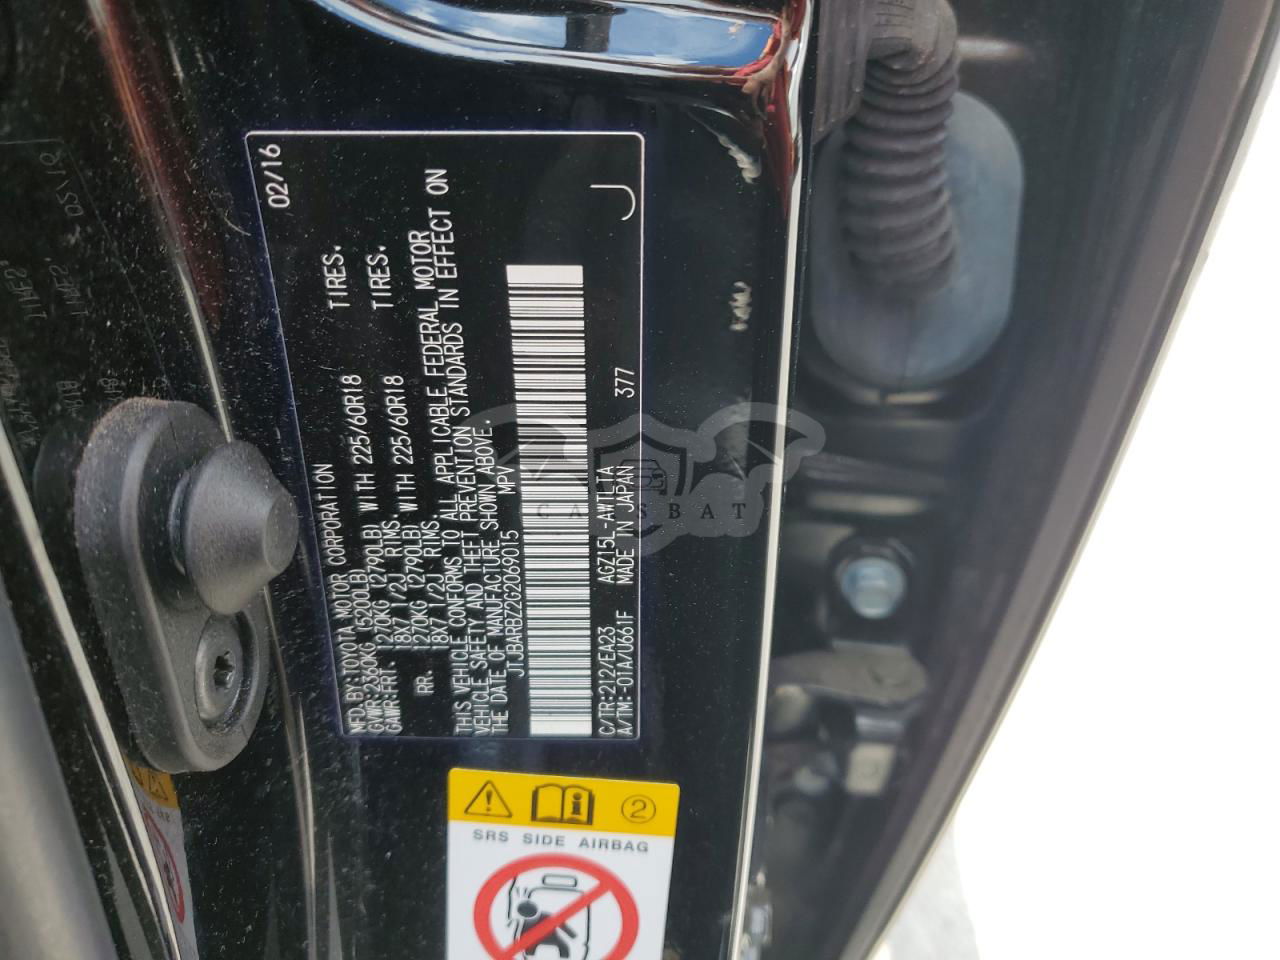 MFD.BY:TOYOTA MOTOR CORPORATION 02/16
GVWR:2360KG (5200LB)
GAWR:FRT. 1270KG (2790LB) WITH 225/60R18 TIRES.
18X7 1/2J RIMS.
RR. 1270KG (2790LB) WITH 225/60R18 TIRES.
18X7 1/2J RIMS
THIS VEHICLE CONFORMS TO ALL APPLICABLE FEDERAL MOTOR
VEHICLE SAFETY AND THEFT PREVENTION STANDARDS IN EFFECT ON
THE DATE OF MANUFACTURE SHOWN ABOVE.
JTJBARBZ2G2069015 MPV
C/TR:212/EA23 AGZ15L-AWTLTA 377
A/TM:-01A/U661F MADE IN JAPAN J
CARSBAT
2
SRS SIDE AIRBAG